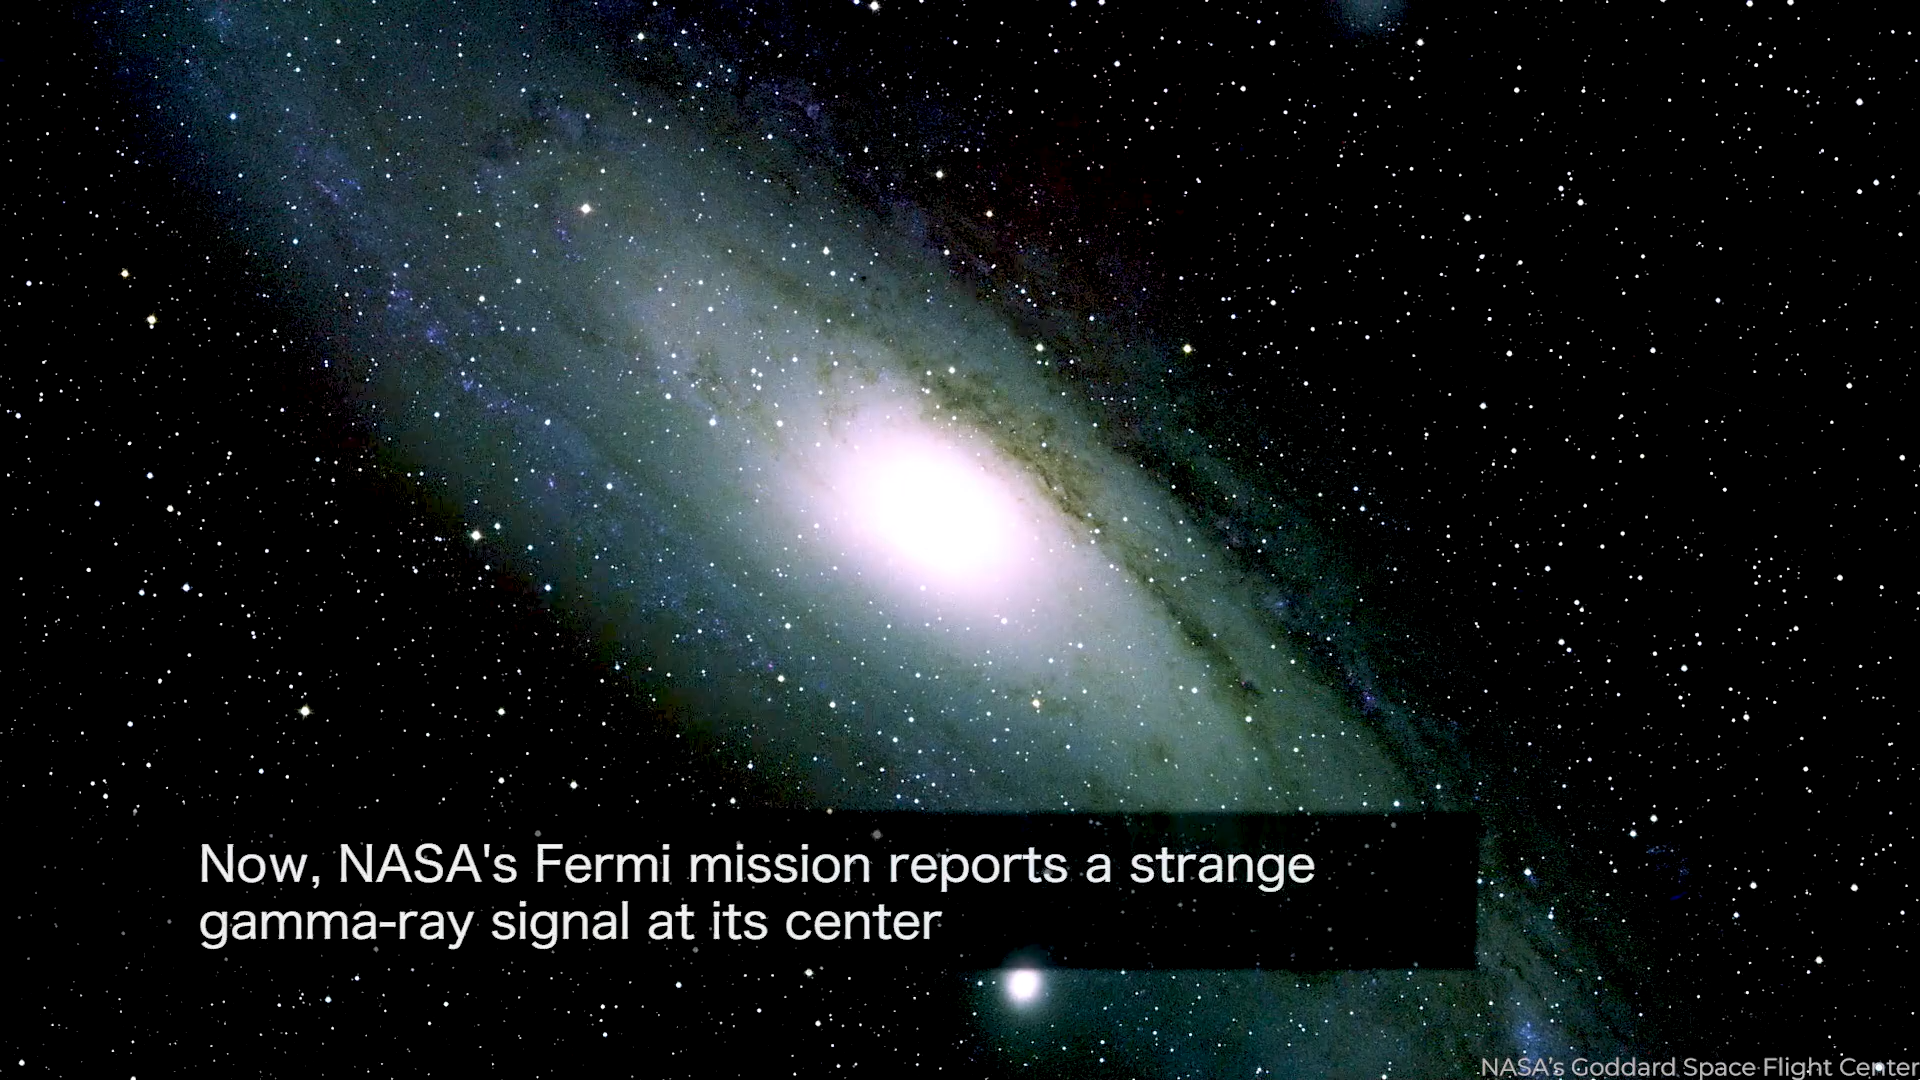 Now, NASA's Fermi mission reports a strange
gamma-ray signal at its center
NASA's Goddard Space Flight Center